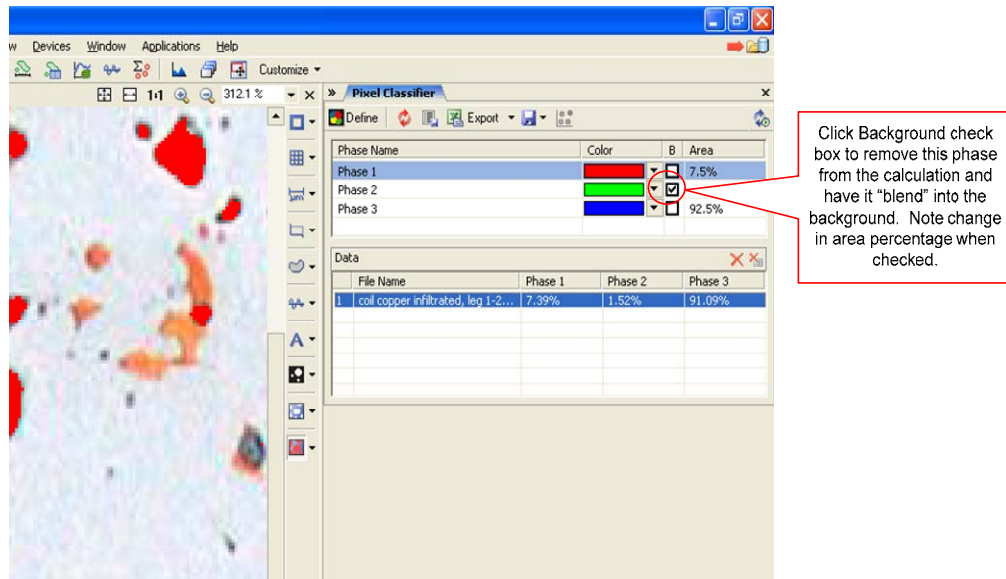 w Devices Window Applications Help
Customize
1:1 312.1 % Pixel Classifier
Define Export
Phase Name Color B Area
Phase 1 7.5%
Phase 2
Phase 3 92.5%
Data
File Name Phase 1 Phase 2 Phase 3
1 coil copper infiltrated, leg 1-2... 7.39% 1.52% 91.09%
µm
A
Click Background check
box to remove this phase
from the calculation and
have it “blend” into the
background. Note change
in area percentage when
checked.